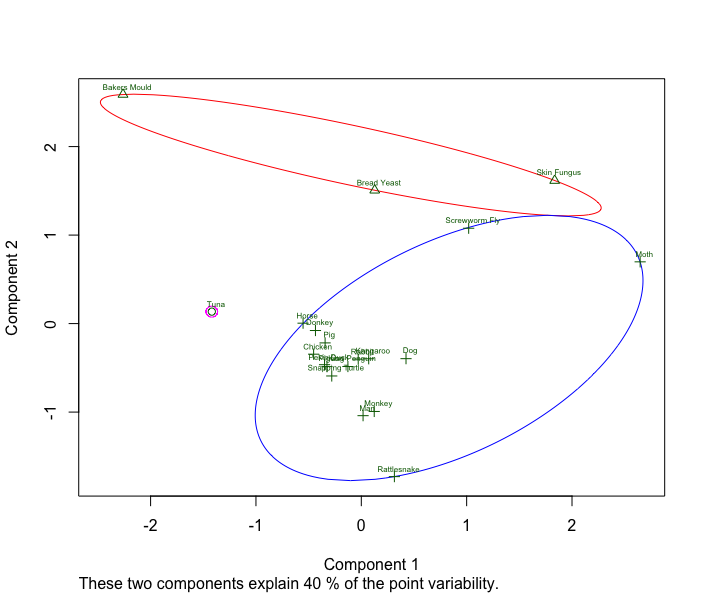 Bakers Mould
Skin Fungus
Bread Yeast
Screwworm Fly
Moth
Tuna
Horse
Donkey
Pig
Chicken
Kangaroo
Dog
Penguin
Snapping Turtle
Monkey
Man
Rattlesnake
2
1
0
-1
Component 2
-2
-1
0
1
2
Component 1
These two components explain 40 % of the point variability.